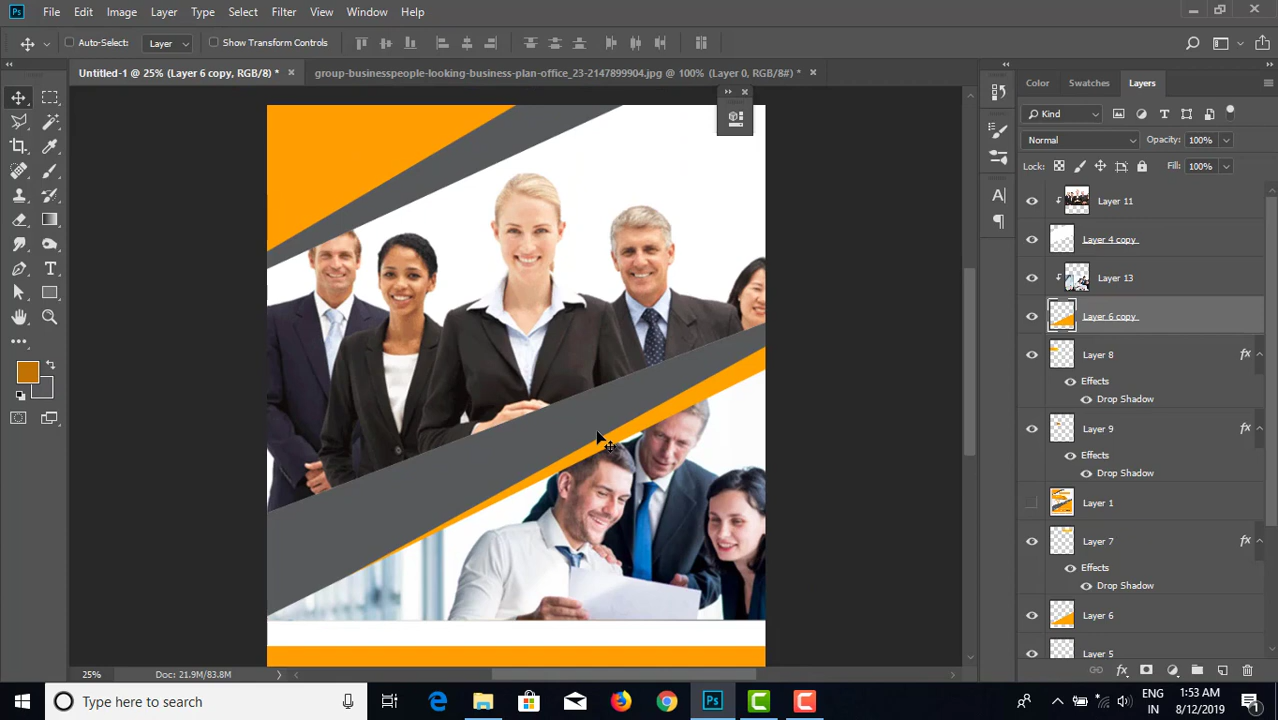 Ps File Edit Image Layer Type Select Filter View Window Help
Auto-Select: Layer Show Transform Controls
Untitled-1 @ 25% (Layer 6 copy, RGB/8) * × group-businesspeople-looking-business-plan-office_23-2147899904.jpg @ 100% (Layer 0, RGB/8#) * ×
Color Swatches Layers
Kind
Normal Opacity: 100%
Lock: Fill: 100%
Layer 11
Layer 4 copy
Layer 13
Layer 6 copy
Layer 8 fx
Effects
Drop Shadow
Layer 9 fx
Effects
Drop Shadow
Layer 1
Layer 7 fx
Effects
Drop Shadow
Layer 6
Layer 5
25% Doc: 21.9M/83.8M
Type here to search
ENG
IN
1:53 AM
8/12/2019